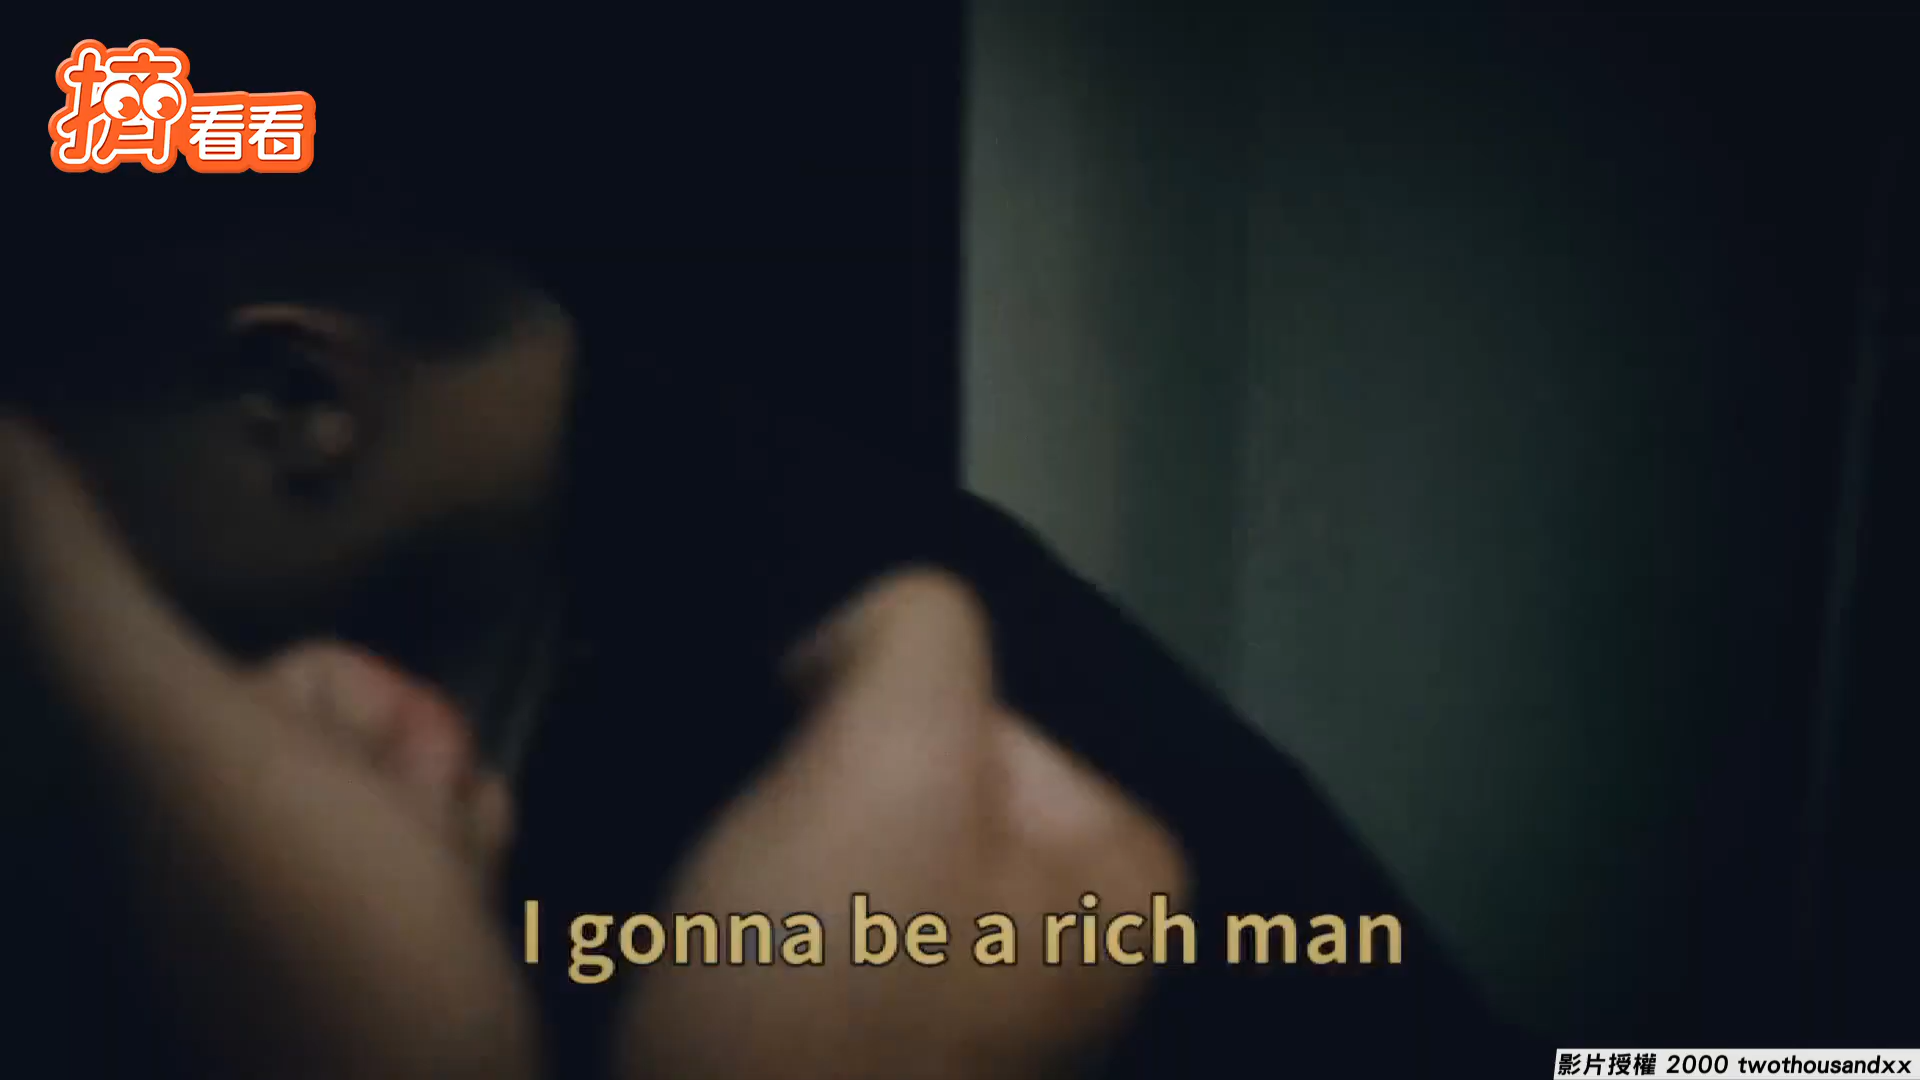 擠看看
I gonna be a rich man
影片授權 2000 twothousandxx